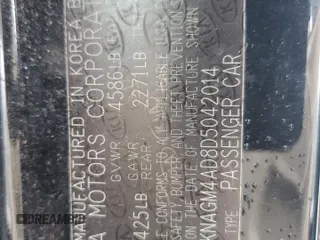 MANUFACTURED IN KOREA B
A MOTORS CORPORAT
GVWR 4586LB
425LB GAWR REAR 2271LB
E CONFORMS TO ALL
SAFETY BUMPER AND THEFT PREVENTION
ON THE DATE OF MANUFACTURE SHOWN
KNAGM4AD8D5042014
TYPE PASSENGER CAR